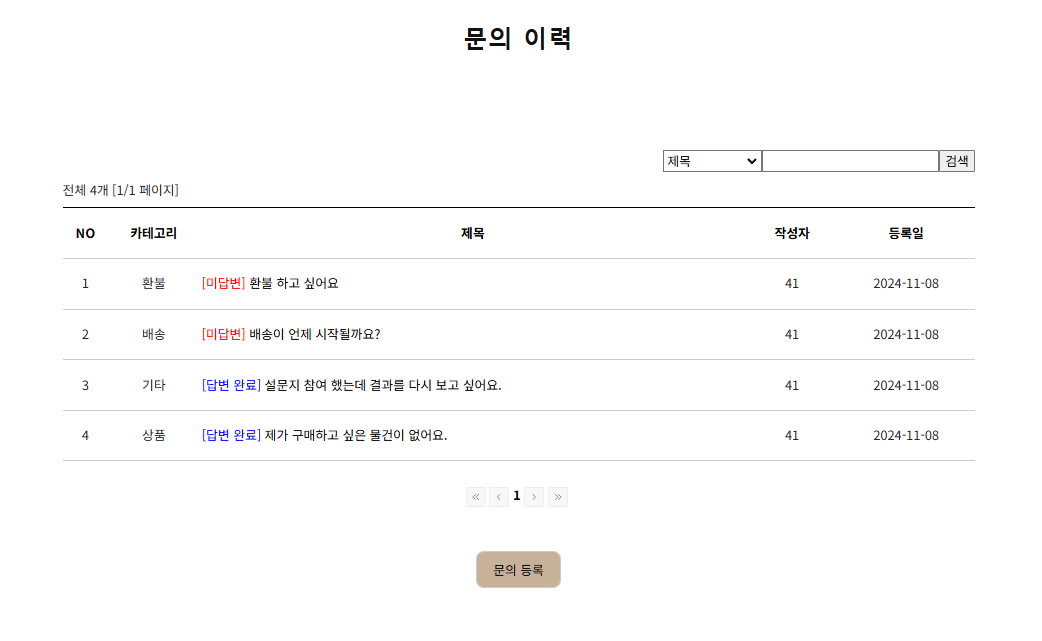 문의 이력
제목 검색
전체 4개 [1/1 페이지]
NO 카테고리 제목 작성자 등록일
1 환불 [미답변] 환불 하고 싶어요 41 2024-11-08
2 배송 [미답변] 배송이 언제 시작될까요? 41 2024-11-08
3 기타 [답변 완료] 설문지 참여 했는데 결과를 다시 보고 싶어요. 41 2024-11-08
4 상품 [답변 완료] 제가 구매하고 싶은 물건이 없어요. 41 2024-11-08
« ‹ 1 › »
문의 등록